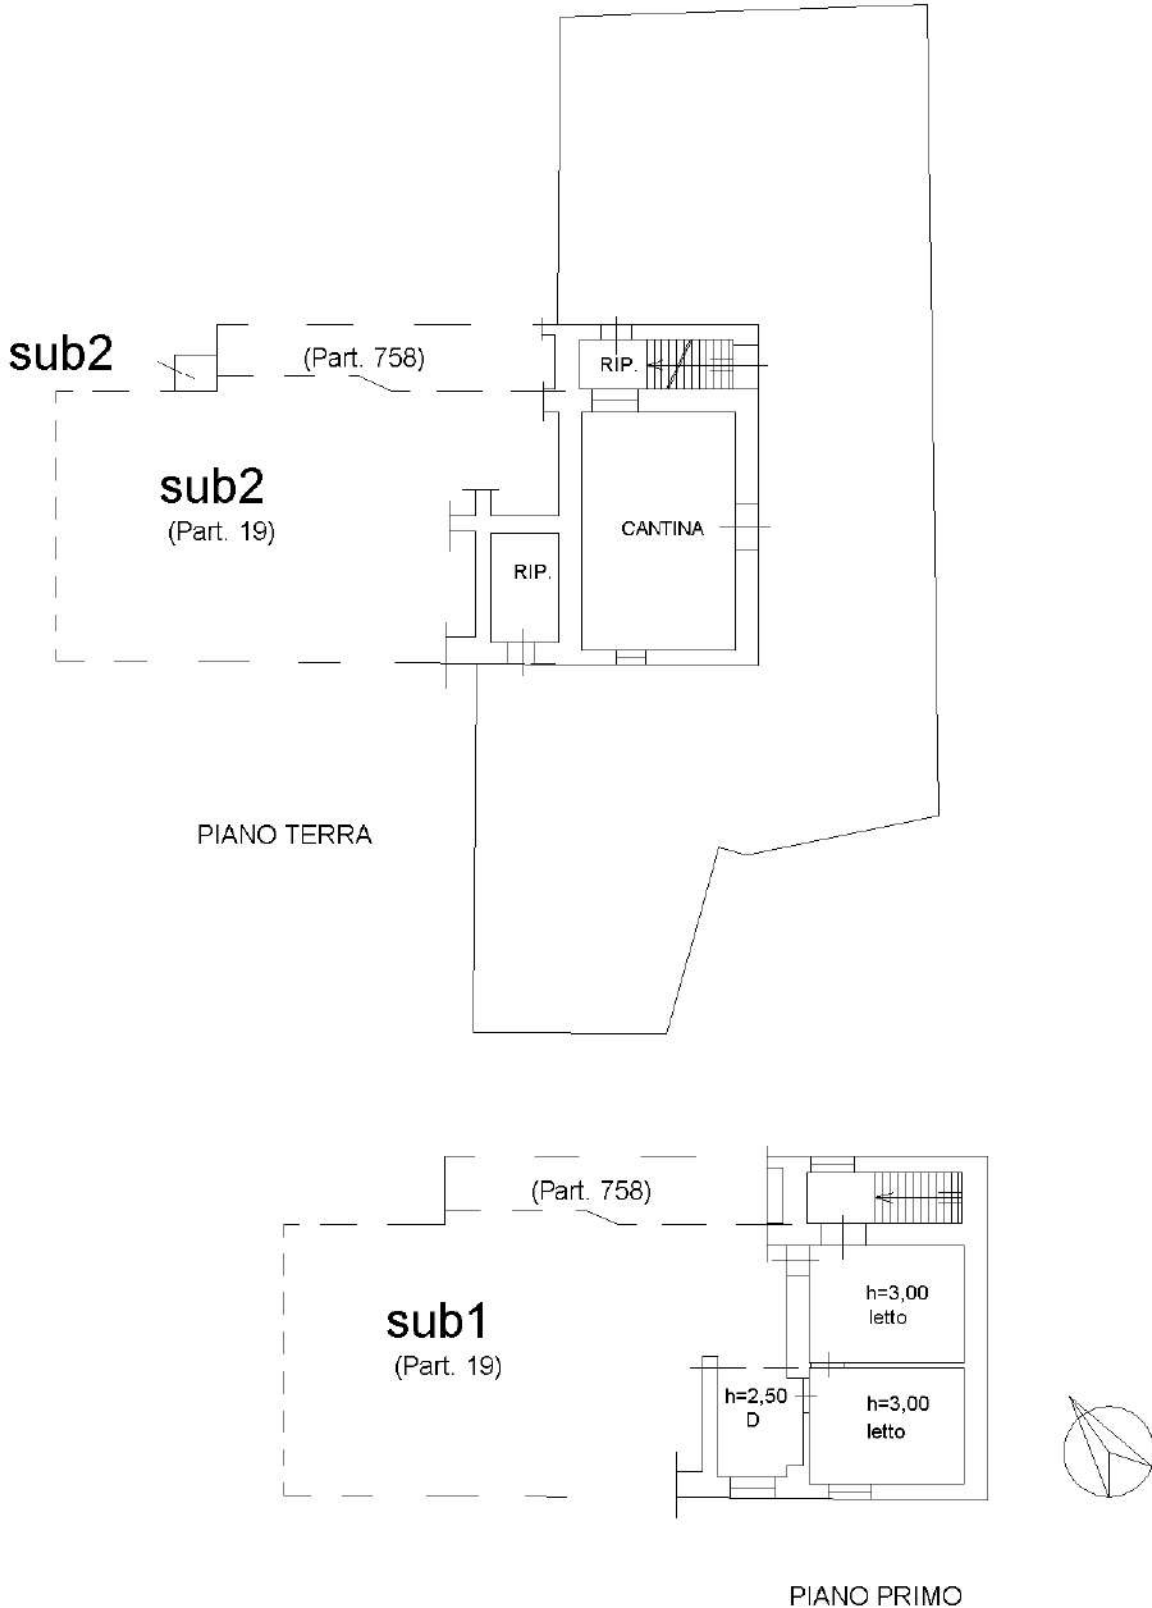 sub2
(Part. 758)
RIP.
sub2
(Part. 19)
CANTINA
RIP.
PIANO TERRA
(Part. 758)
h=3,00
letto
sub1
(Part. 19)
h=2,50
D
h=3,00
letto
PIANO PRIMO